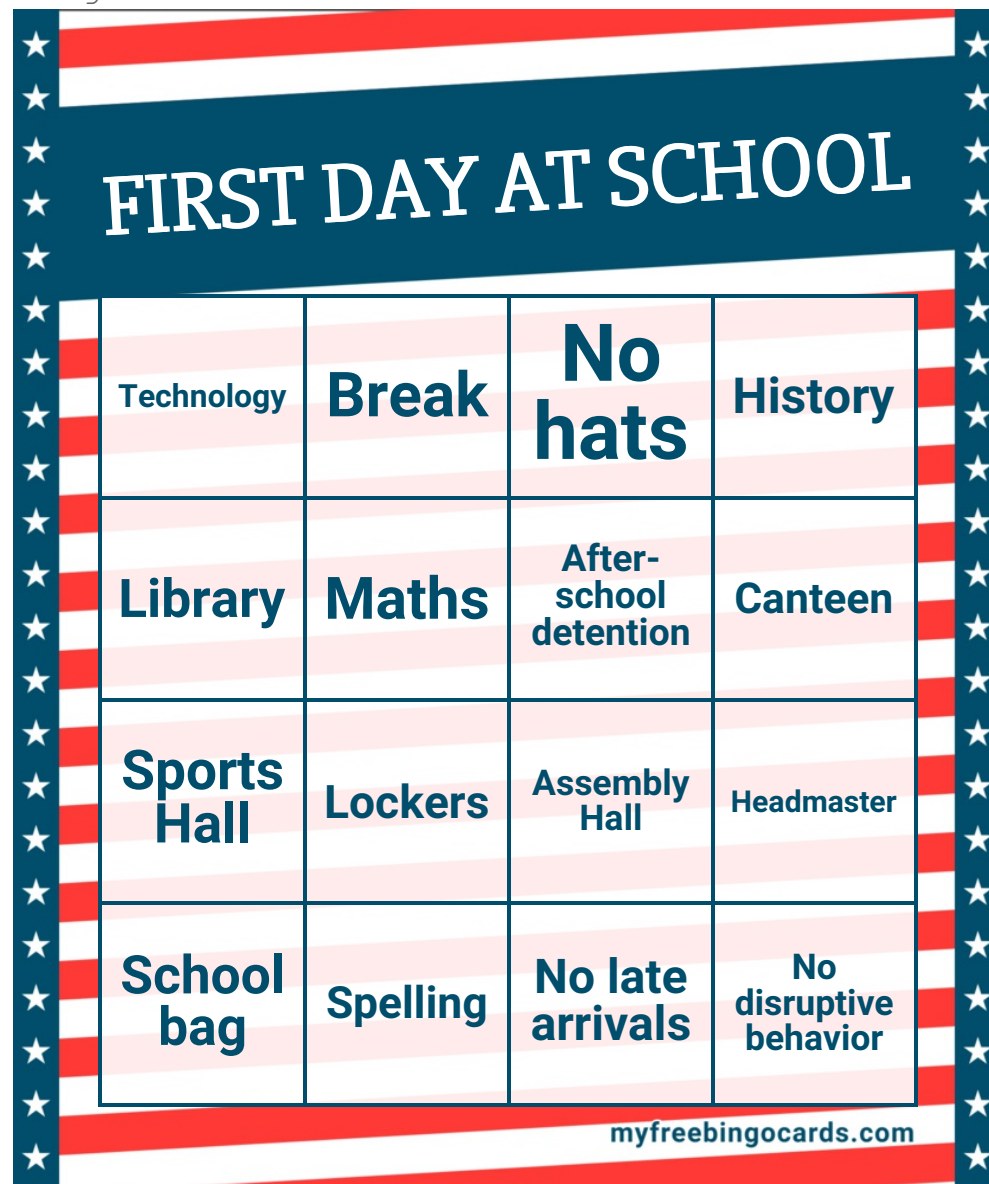 FIRST DAY AT SCHOOL
Technology
Break
No
hats
History
Library
Maths
After-
school
detention
Canteen
Sports
Hall
Lockers
Assembly
Hall
Headmaster
School
bag
Spelling
No late
arrivals
No
disruptive
behavior
myfreebingocards.com